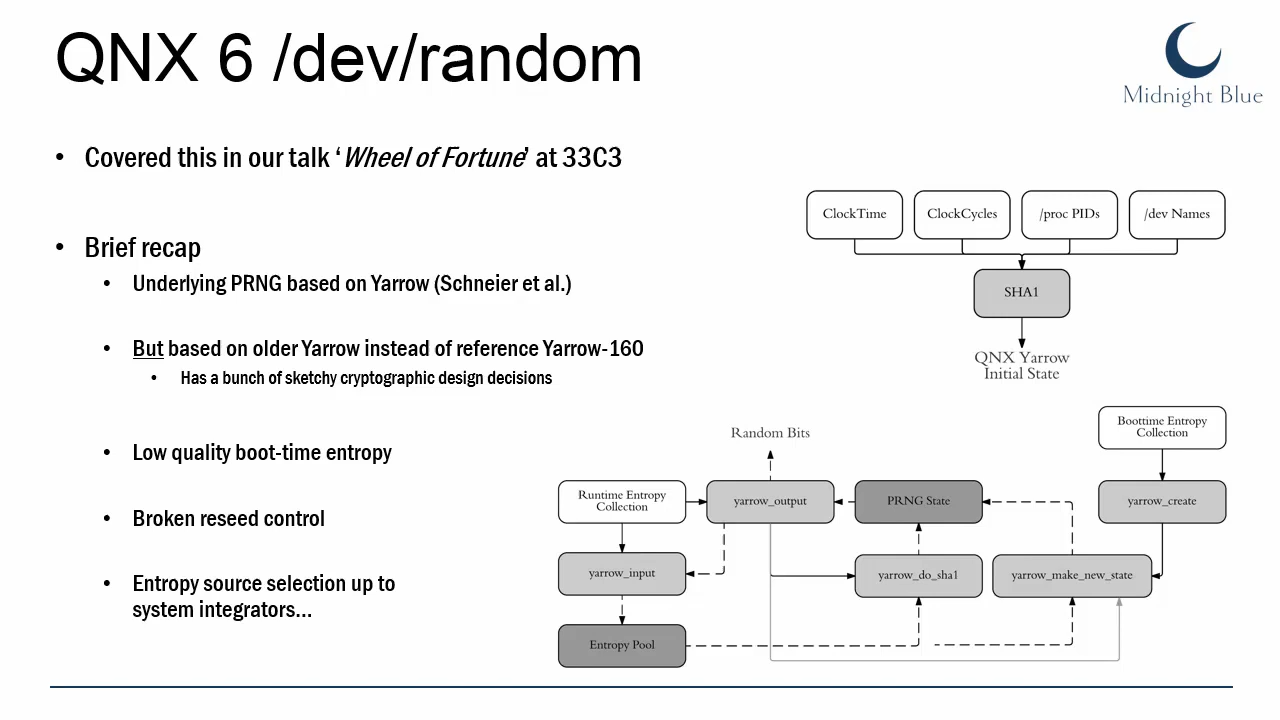 QNX 6 /dev/random
Midnight Blue
• Covered this in our talk ‘Wheel of Fortune’ at 33C3
• Brief recap
• Underlying PRNG based on Yarrow (Schneier et al.)
• But based on older Yarrow instead of reference Yarrow-160
• Has a bunch of sketchy cryptographic design decisions
• Low quality boot-time entropy
• Broken reseed control
• Entropy source selection up to
system integrators...
ClockTime
ClockCycles
/proc PIDs
/dev Names
SHA1
QNX Yarrow
Initial State
Boottime Entropy
Collection
Random Bits
Runtime Entropy
Collection
yarrow_output
PRNG State
yarrow_create
yarrow_input
yarrow_do_sha1
yarrow_make_new_state
Entropy Pool